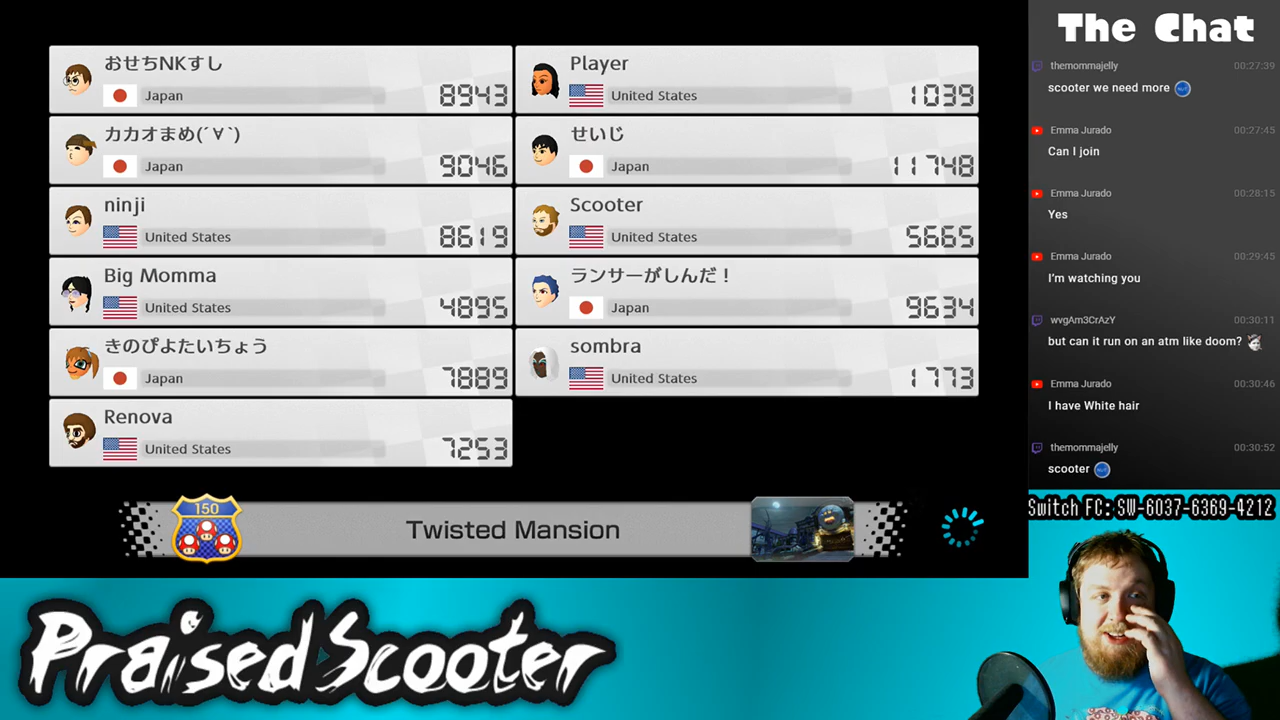 おせちNKすし
Japan
8943
カカオまめ(´∀`)
Japan
9046
ninji
United States
8619
Big Momma
United States
4895
きのぴよたいちょう
Japan
7889
Renova
United States
7253
Player
United States
1039
せいじ
Japan
11748
Scooter
United States
5665
ランサーがしんだ！
Japan
9634
sombra
United States
1773
150
Twisted Mansion
The Chat
themommajelly 00:27:39
scooter we need more
Emma Jurado 00:27:45
Can I join
Emma Jurado 00:28:15
Yes
Emma Jurado 00:29:45
I'm watching you
wvgAm3CrAzY 00:30:11
but can it run on an atm like doom?
Emma Jurado 00:30:46
I have White hair
themommajelly 00:30:52
scooter
Switch FC: SW-6037-6369-4212
PraisedScooter